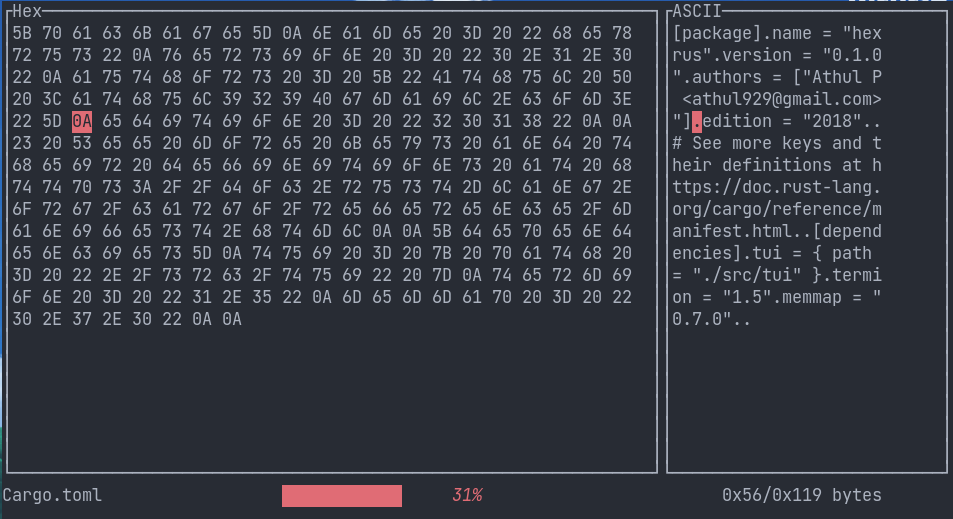 Hex
5B 70 61 63 6B 61 67 65 5D 0A 6E 61 6D 65 20 3D 20 22 68 65 78
72 75 73 22 0A 76 65 72 73 69 6F 6E 20 3D 20 22 30 2E 31 2E 30
22 0A 61 75 74 68 6F 72 73 20 3D 20 5B 22 41 74 68 75 6C 20 50
20 3C 61 74 68 75 6C 39 32 39 40 67 6D 61 69 6C 2E 63 6F 6D 3E
22 5D 0A 65 64 69 74 69 6F 6E 20 3D 20 22 32 30 31 38 22 0A 0A
23 20 53 65 65 20 6D 6F 72 65 20 6B 65 79 73 20 61 6E 64 20 74
68 65 69 72 20 64 65 66 69 6E 69 74 69 6F 6E 73 20 61 74 20 68
74 74 70 73 3A 2F 2F 64 6F 63 2E 72 75 73 74 2D 6C 61 6E 67 2E
6F 72 67 2F 63 61 72 67 6F 2F 72 65 66 65 72 65 6E 63 65 2F 6D
61 6E 69 66 65 73 74 2E 68 74 6D 6C 0A 0A 5B 64 65 70 65 6E 64
65 6E 63 69 65 73 5D 0A 74 75 69 20 3D 20 7B 20 70 61 74 68 20
3D 20 22 2E 2F 73 72 63 2F 74 75 69 22 20 7D 0A 74 65 72 6D 69
6F 6E 20 3D 20 22 31 2E 35 22 0A 6D 65 6D 6D 61 70 20 3D 20 22
30 2E 37 2E 30 22 0A 0A
ASCII
[package].name = "hex
rus".version = "0.1.0
".authors = ["Athul P
 <athul929@gmail.com>
"].edition = "2018"..
# See more keys and t
heir definitions at h
ttps://doc.rust-lang.
org/cargo/reference/m
anifest.html..[depend
encies].tui = { path
= "./src/tui" }.termi
on = "1.5".memmap = "
0.7.0"..
Cargo.toml
31%
0x56/0x119 bytes